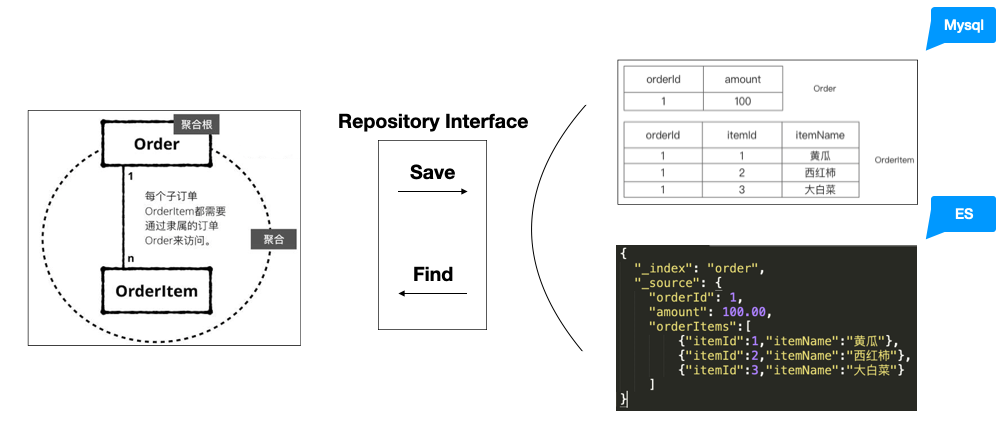 Mysql
聚合根
Order
1
每个子订单
OrderItem都需要
通过隶属的订单
Order来访问。
聚合
n
OrderItem
Repository Interface
Save
Find
orderId amount
1 100
Order
orderId itemId itemName
1 1 黄瓜
1 2 西红柿
1 3 大白菜
OrderItem
ES
{
"_index": "order",
"_source": {
"orderId": 1,
"amount": 100.00,
"orderItems":[
{"itemId":1,"itemName":"黄瓜"},
{"itemId":2,"itemName":"西红柿"},
{"itemId":3,"itemName":"大白菜"}
]
}